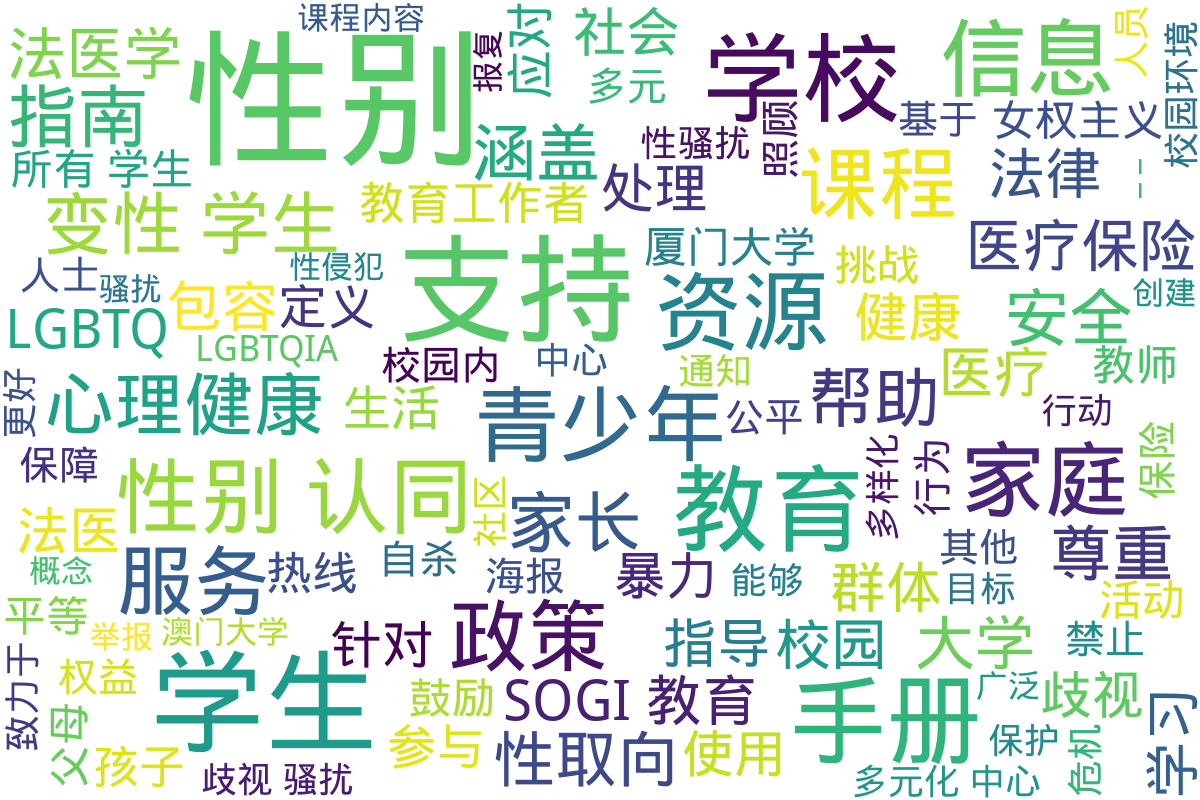 课程内容
法医学
性别
报复
应对
社会
多元
学校
信息
人员
校园环境
指南
所有 学生
涵盖
性骚扰
照顾
基于
女权主义
法律
--
变性 学生
教育工作者
处理
课程
医疗保险
人士
骚扰
性侵犯
支持
厦门大学
资源
挑战
健康
安全
创建
LGBTQ
包容
定义
LGBTQIA
校园内
中心
通知
医疗
教师
更好
心理健康
生活
青少年
公平
帮助
行动
保障
性别 认同
社区
家长
教育
多样化
行为
家庭
保险
法医
概念
服务
热线
自杀
海报
暴力
能够
其他
目标
尊重
群体
活动
平等
举报
澳门大学
针对
政策
指导
校园
大学
禁止
致力于
权益
学生
鼓励
SOGI 教育
手册
广泛
歧视
父母
孩子
歧视 骚扰
参与
性取向
使用
多元化 中心
保护
危机
学习